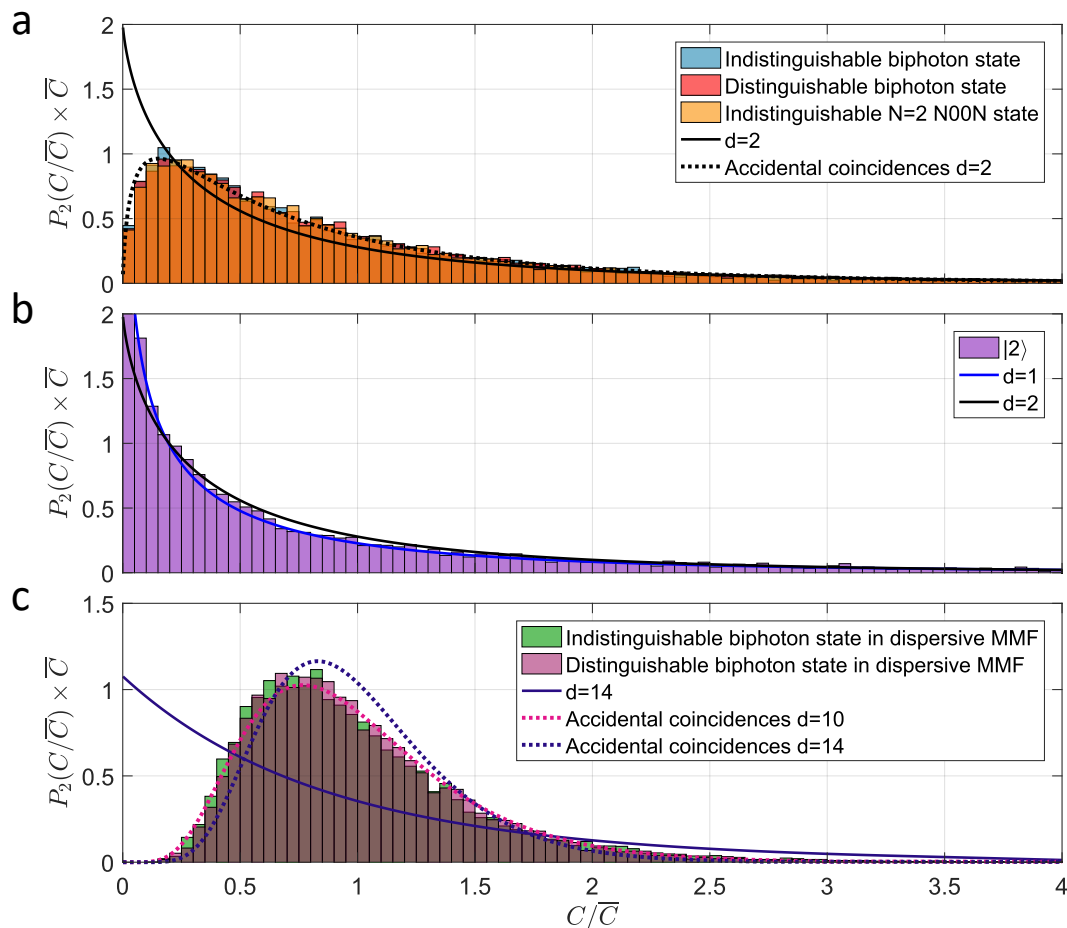 a
2
1.5
1
0.5
0
P₂(C/C̅) × C̅
Indistinguishable biphoton state
Distinguishable biphoton state
Indistinguishable N=2 N00N state
d=2
Accidental coincidences d=2
b
2
1.5
1
0.5
0
P₂(C/C̅) × C̅
|2⟩
d=1
d=2
c
1.5
1
0.5
0
P₂(C/C̅) × C̅
Indistinguishable biphoton state in dispersive MMF
Distinguishable biphoton state in dispersive MMF
d=14
Accidental coincidences d=10
Accidental coincidences d=14
0 0.5 1 1.5 2 2.5 3 3.5 4
C/C̅